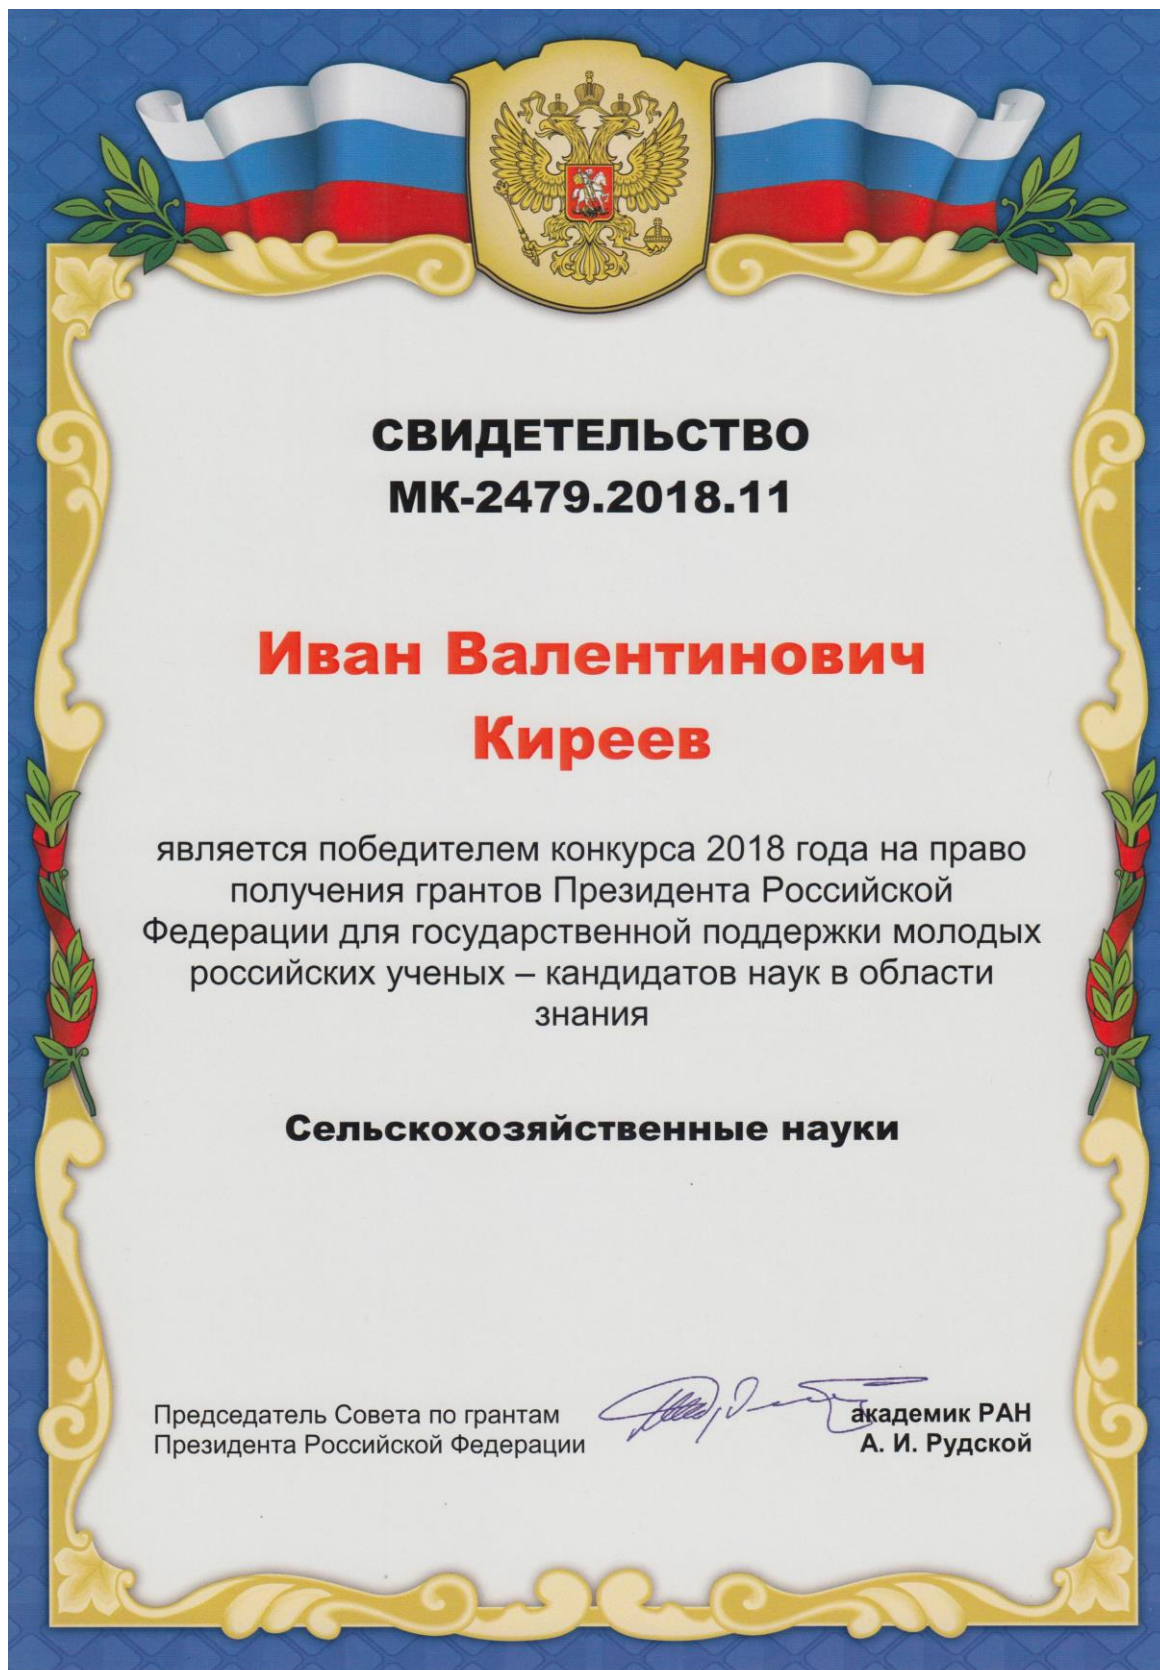 СВИДЕТЕЛЬСТВО
МК-2479.2018.11
Иван Валентинович
Киреев
является победителем конкурса 2018 года на право
получения грантов Президента Российской
Федерации для государственной поддержки молодых
российских ученых – кандидатов наук в области
знания
Сельскохозяйственные науки
Председатель Совета по грантам
Президента Российской Федерации
академик РАН
А. И. Рудской